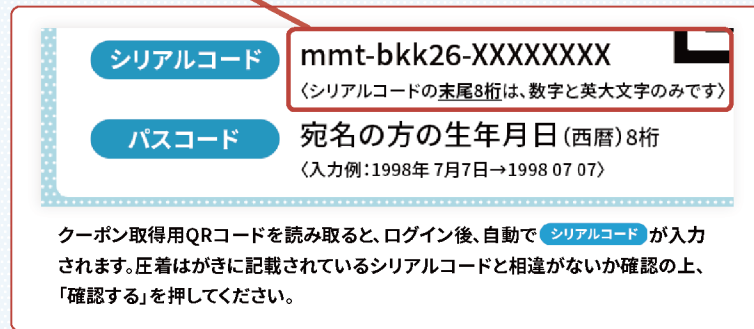 シリアルコード
mmt-bkk26-XXXXXXXX
〈シリアルコードの末尾8桁は、数字と英大文字のみです〉
パスコード
宛名の方の生年月日(西暦)8桁
〈入力例：1998年 7月7日→1998 07 07〉
クーポン取得用QRコードを読み取ると、ログイン後、自動で シリアルコード が入力
されます。圧着はがきに記載されているシリアルコードと相違がないか確認の上、
「確認する」を押してください。